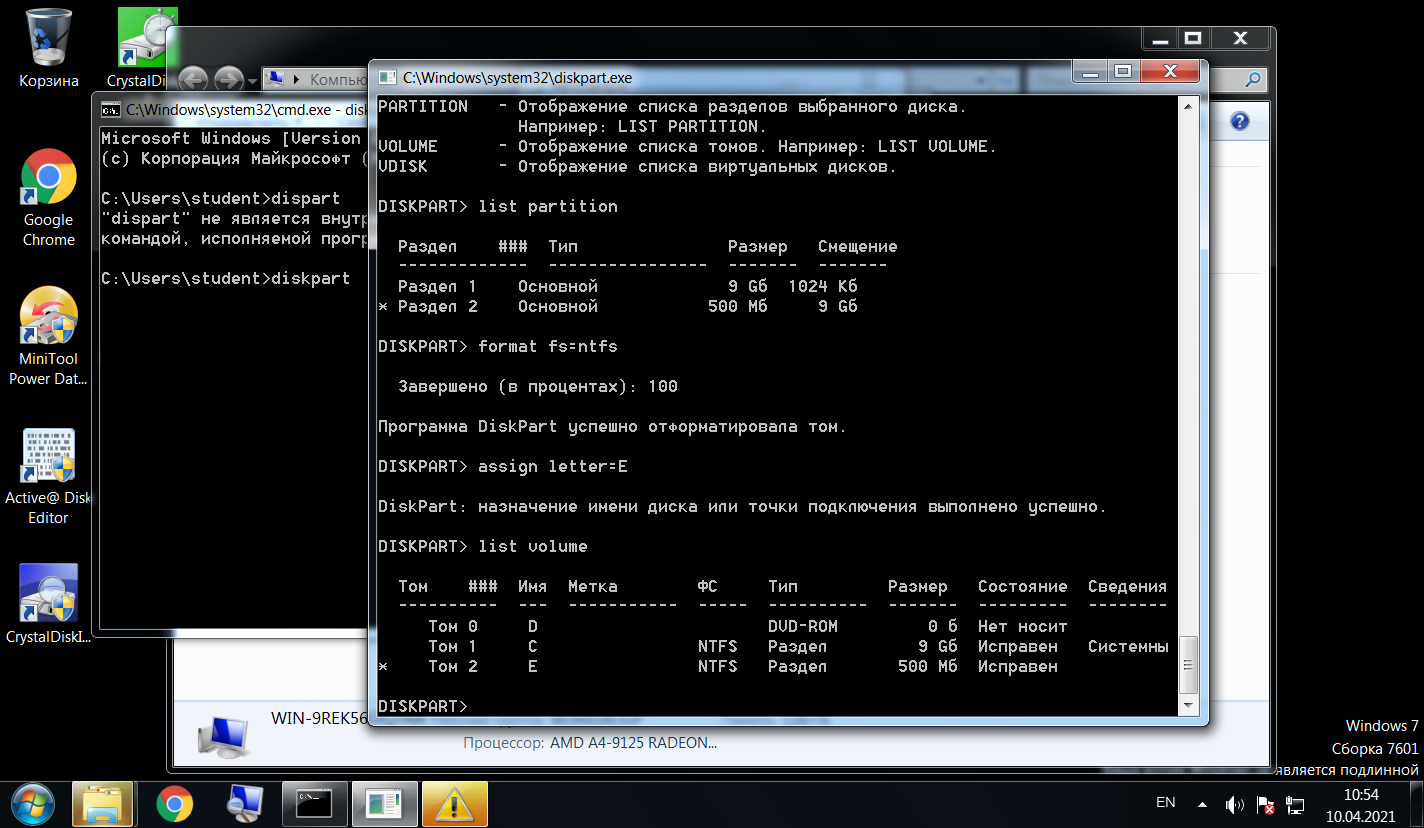 Корзина
CrystalDi
Google
Chrome
MiniTool
Power Dat...
Active@ Disk
Editor
CrystalDiskI...
Компью
C:\Windows\system32\cmd.exe - disk
Microsoft Windows [Version
(c) Корпорация Майкрософт (
C:\Users\student>dispart
"dispart" не является внутр
командой, исполняемой прогр
C:\Users\student>diskpart
C:\Windows\system32\diskpart.exe
PARTITION - Отображение списка разделов выбранного диска.
Например: LIST PARTITION.
VOLUME - Отображение списка томов. Например: LIST VOLUME.
VDISK - Отображение списка виртуальных дисков.
DISKPART> list partition
Раздел ### Тип Размер Смещение
------------- ---------------- ------- -------
Раздел 1 Основной 9 Gб 1024 Kб
* Раздел 2 Основной 500 Mб 9 Gб
DISKPART> format fs=ntfs
Завершено (в процентах): 100
Программа DiskPart успешно отформатировала том.
DISKPART> assign letter=E
DiskPart: назначение имени диска или точки подключения выполнено успешно.
DISKPART> list volume
Том ### Имя Метка ФС Тип Размер Состояние Сведения
---------- --- ----------- ----- ---------- ------- --------- --------
Том 0 D DVD-ROM 0 б Нет носит
Том 1 C NTFS Раздел 9 Gб Исправен Системны
* Том 2 E NTFS Раздел 500 Mб Исправен
DISKPART>
WIN-9REK56
Процессор: AMD A4-9125 RADEON...
Windows 7
Сборка 7601
является подлинной
EN
10:54
10.04.2021